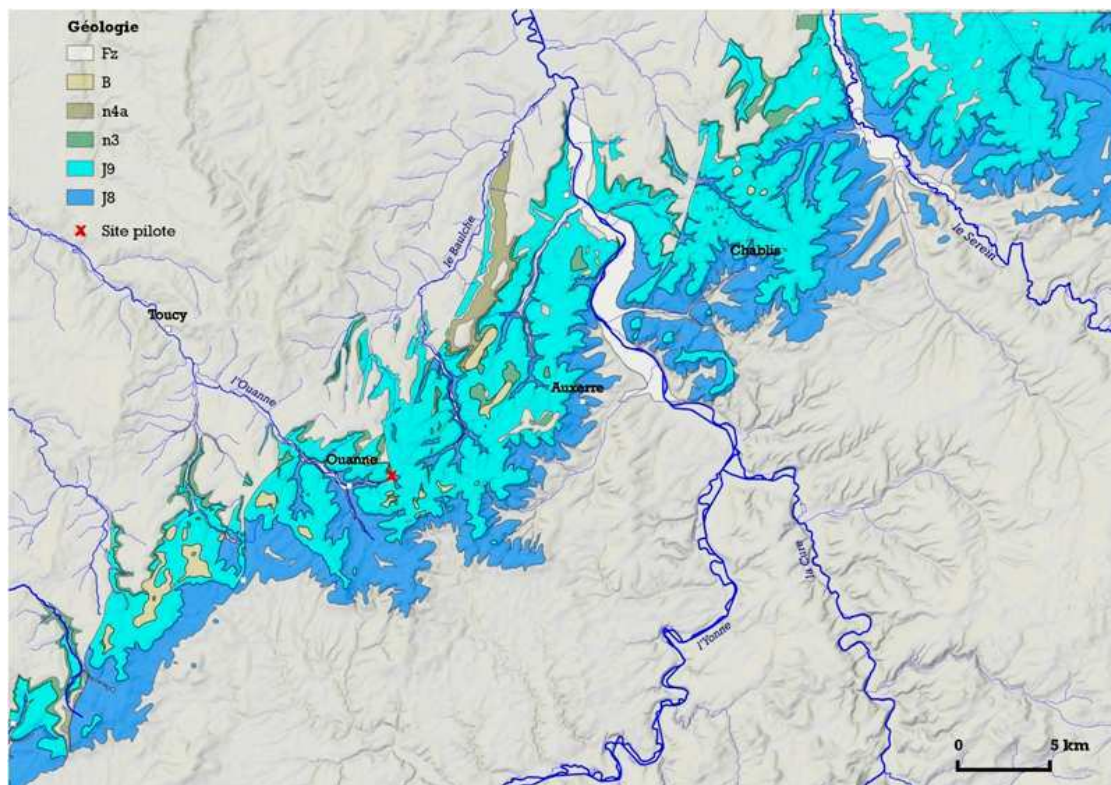 Géologie
Fz
B
n4a
n3
J9
J8
Site pilote
le Baulche
Toucy
l'Ouanne
Ouanne
Auxerre
Chablis
le Serein
la Cure
l'Yonne
0 5 km